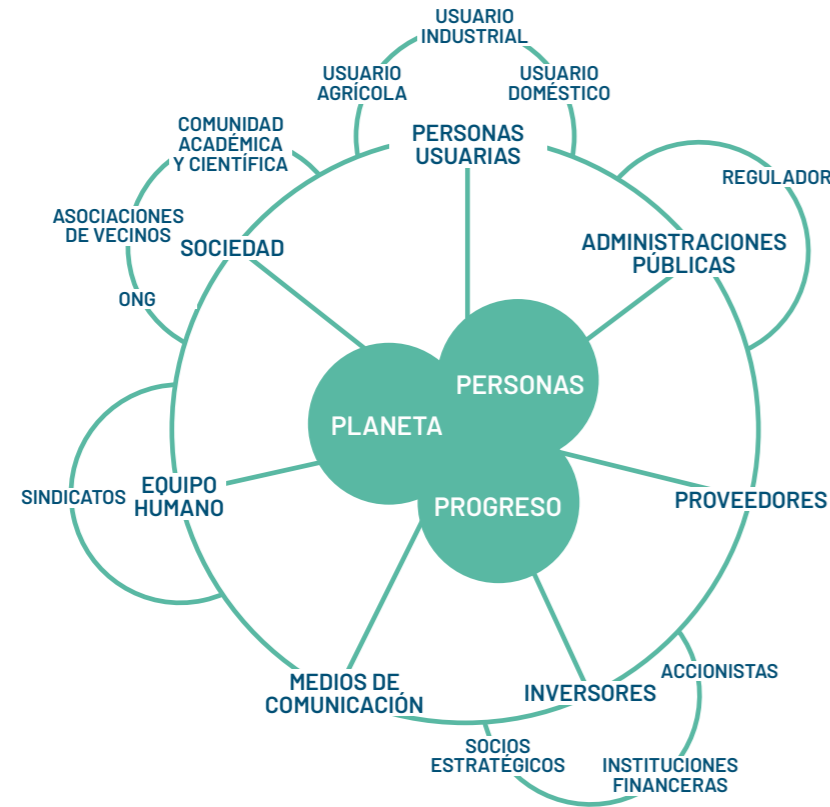 USUARIO
INDUSTRIAL
USUARIO
AGRÍCOLA
USUARIO
DOMÉSTICO
PERSONAS
USUARIAS
COMUNIDAD
ACADÉMICA
Y CIENTÍFICA
REGULADOR
ASOCIACIONES
DE VECINOS
SOCIEDAD
ADMINISTRACIONES
PÚBLICAS
ONG
PERSONAS
PLANETA
PROGRESO
SINDICATOS
EQUIPO
HUMANO
PROVEEDORES
MEDIOS DE
COMUNICACIÓN
INVERSORES
ACCIONISTAS
SOCIOS
ESTRATÉGICOS
INSTITUCIONES
FINANCERAS